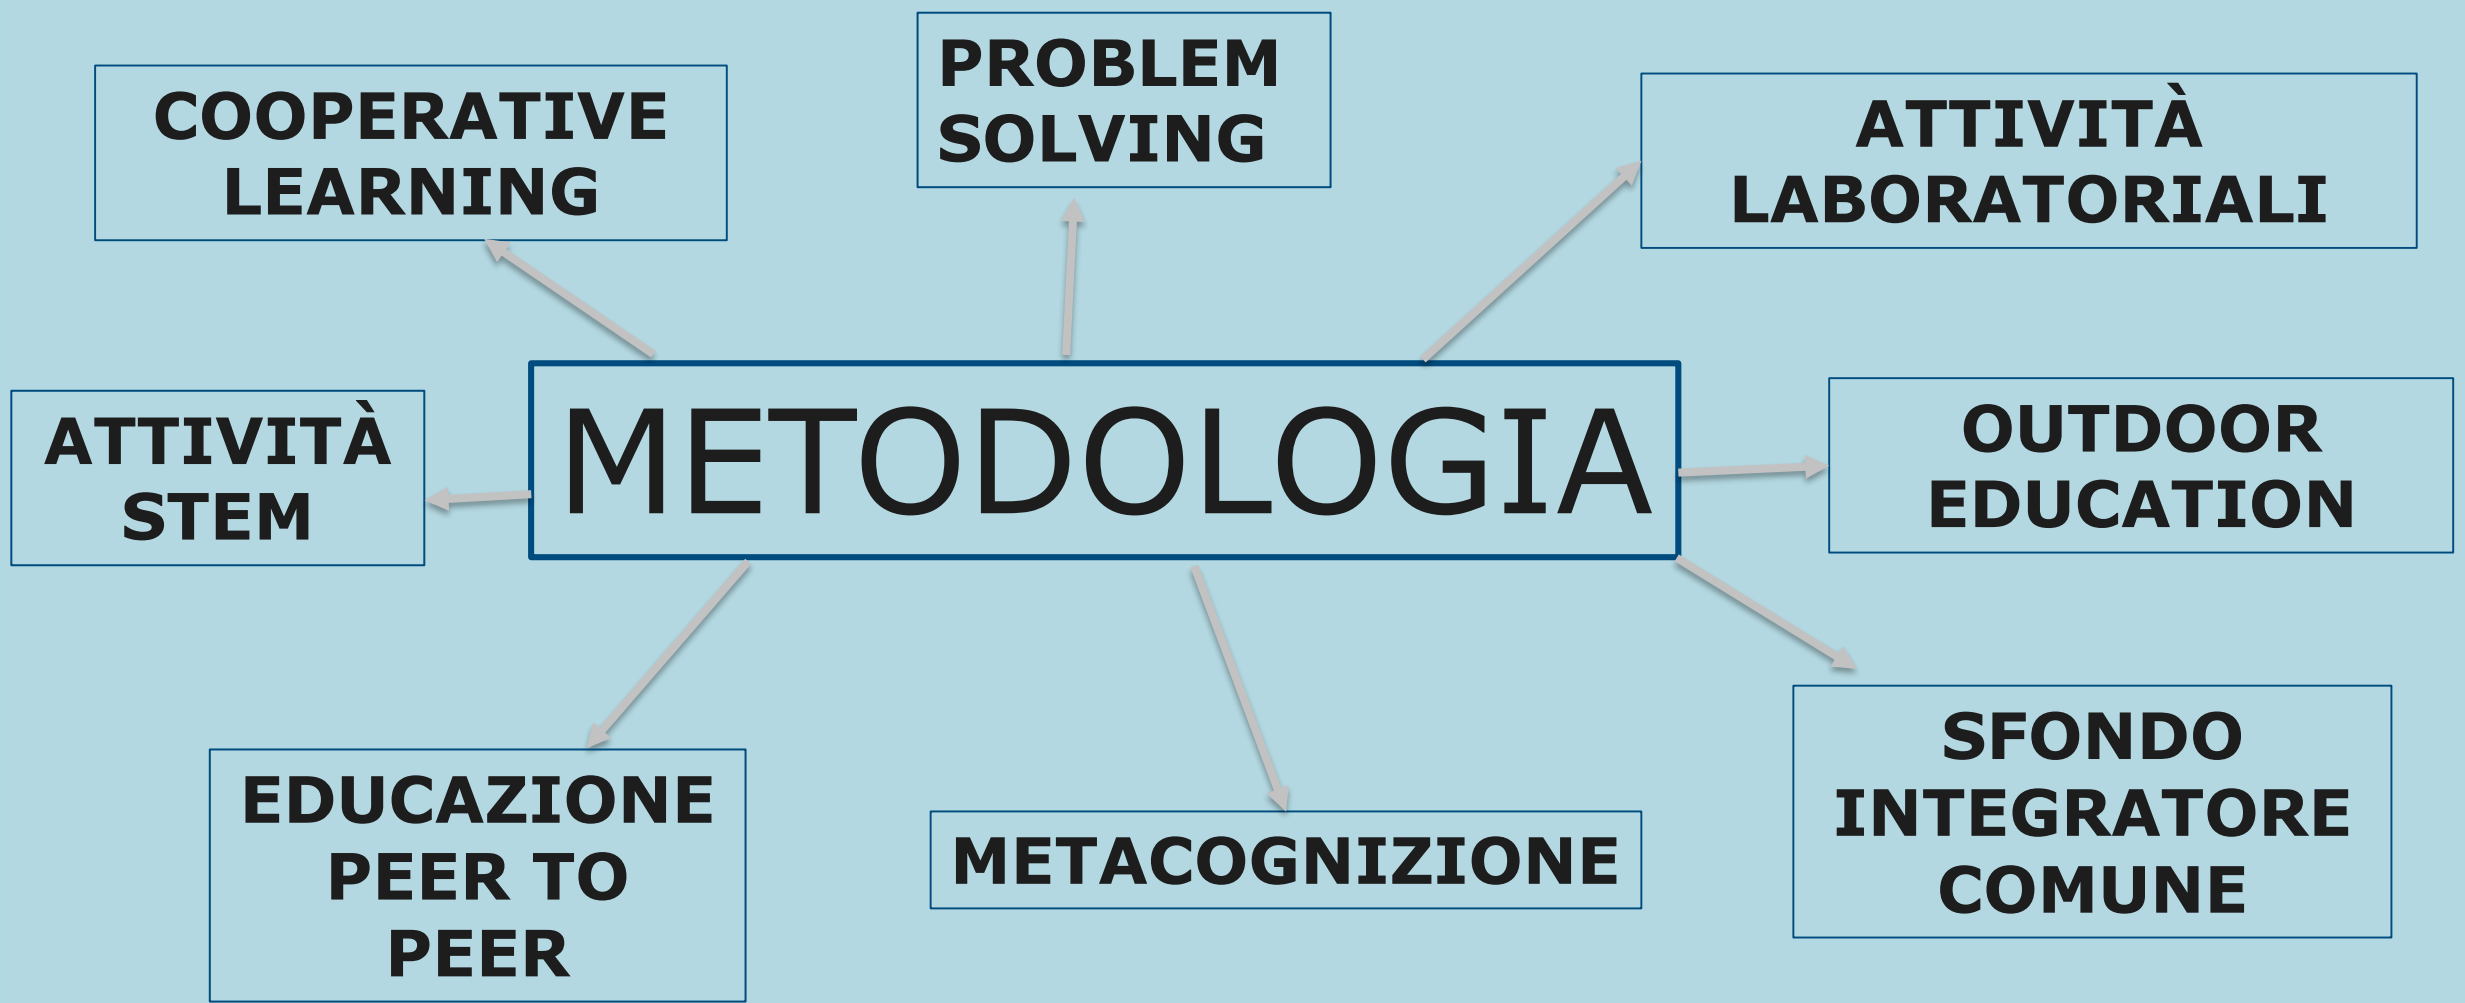 PROBLEM
SOLVING
COOPERATIVE
LEARNING
ATTIVITÀ
LABORATORIALI
METODOLOGIA
ATTIVITÀ
STEM
OUTDOOR
EDUCATION
EDUCAZIONE
PEER TO
PEER
METACOGNIZIONE
SFONDO
INTEGRATORE
COMUNE